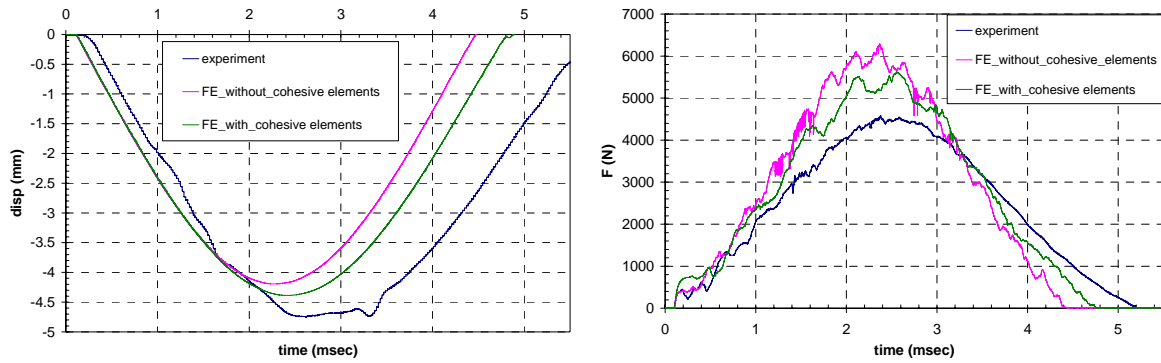 0 1 2 3 4 5
0
-0.5
-1
-1.5
-2
-2.5
-3
-3.5
-4
-4.5
-5
disp (mm)
time (msec)
experiment
FE_without_cohesive elements
FE_with_cohesive elements
7000
6000
5000
4000
3000
2000
1000
0
0 1 2 3 4 5
F (N)
time (msec)
experiment
FE_without_cohesive_elements
FE_with_cohesive elements